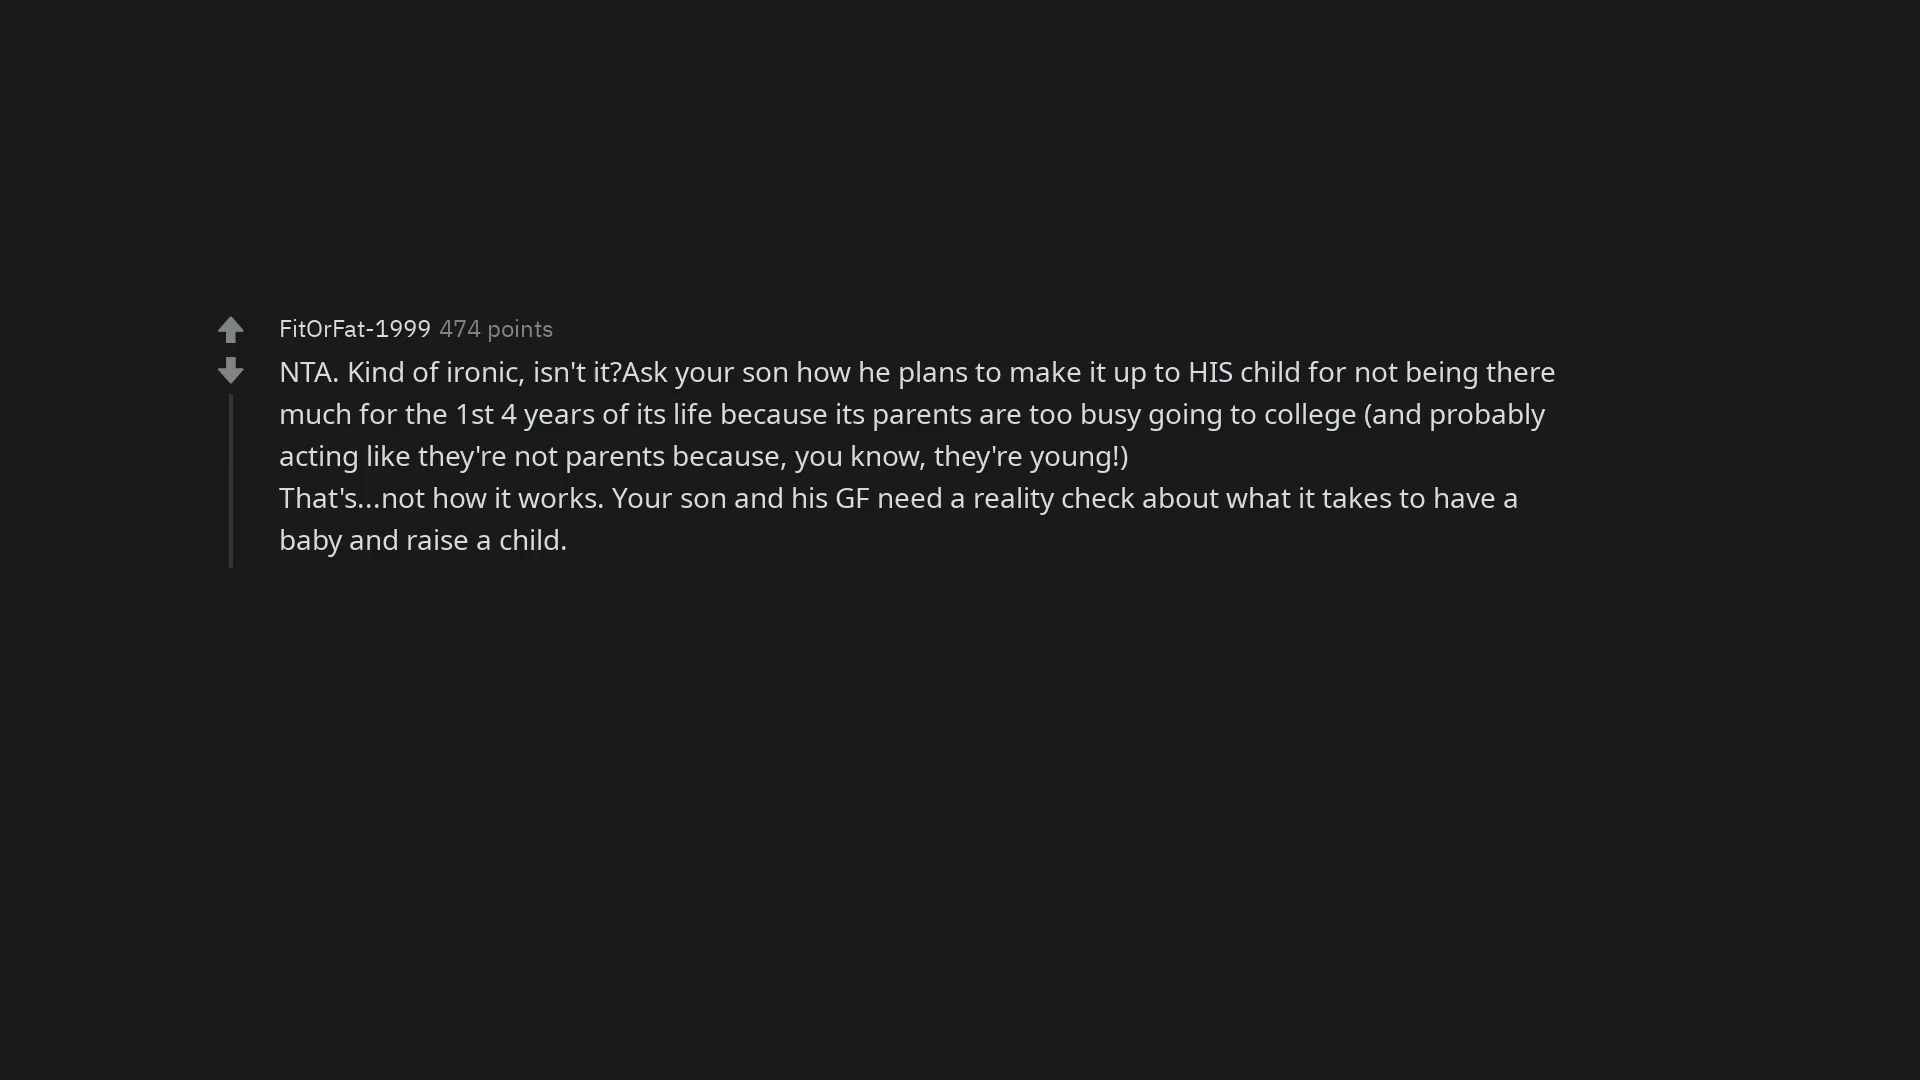 FitOrFat-1999 474 points
NTA. Kind of ironic, isn't it?Ask your son how he plans to make it up to HIS child for not being there
much for the 1st 4 years of its life because its parents are too busy going to college (and probably
acting like they're not parents because, you know, they're young!)
That's...not how it works. Your son and his GF need a reality check about what it takes to have a
baby and raise a child.